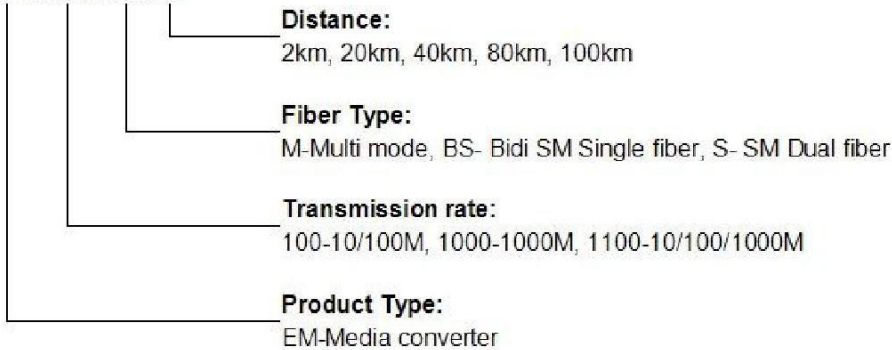 Distance:
2km, 20km, 40km, 80km, 100km
Fiber Type:
M-Multi mode, BS- Bidi SM Single fiber, S- SM Dual fiber
Transmission rate:
100-10/100M, 1000-1000M, 1100-10/100/1000M
Product Type:
EM-Media converter